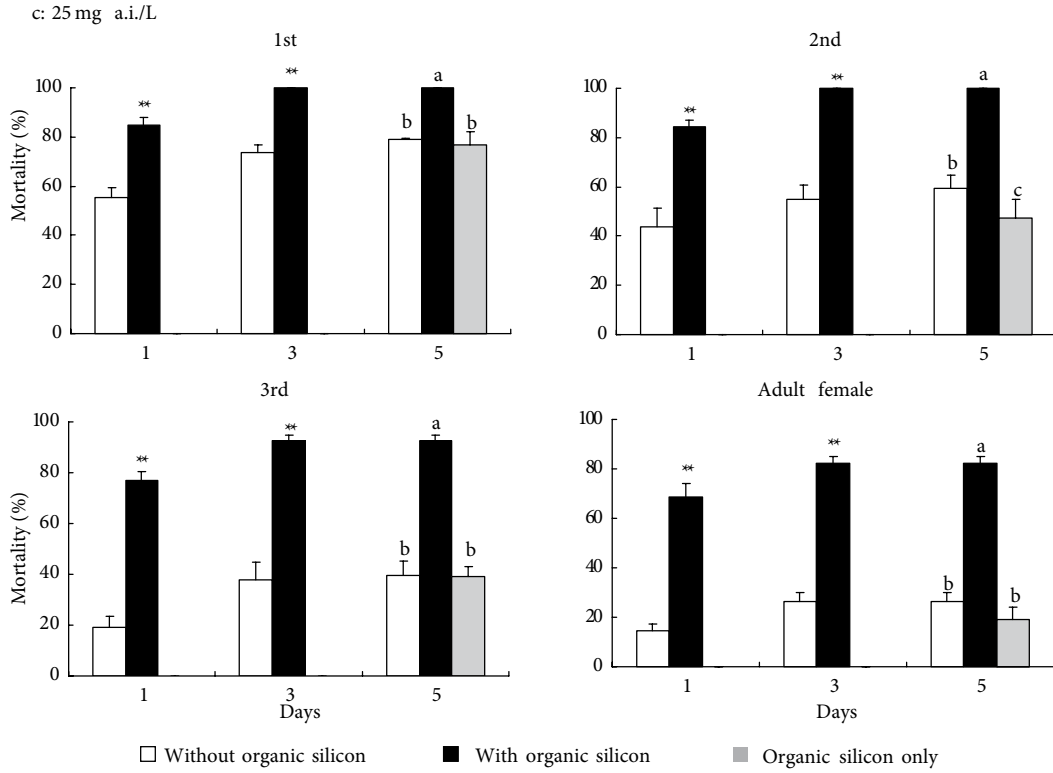 c: 25 mg a.i./L
1st
Mortality (%)
100
80
60
40
20
0
**
**
a
b
b
1
3
5
2nd
100
80
60
40
20
0
**
**
a
b
c
1
3
5
3rd
Mortality (%)
100
80
60
40
20
0
**
**
a
b
b
1
3
5
Days
Adult female
100
80
60
40
20
0
**
**
a
b
b
1
3
5
Days
Without organic silicon
With organic silicon
Organic silicon only